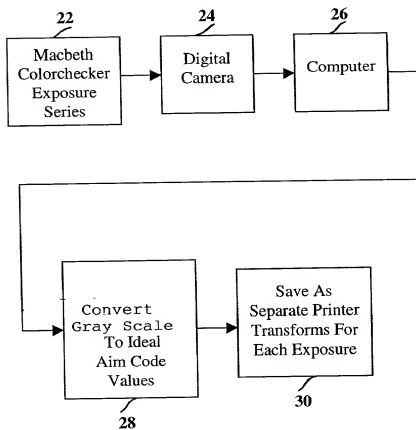 22
24
26
Macbeth
Colorchecker
Exposure
Series
Digital
Camera
Computer
Convert
Gray Scale
To Ideal
Aim Code
Values
Save As
Separate Printer
Transforms For
Each Exposure
28
30